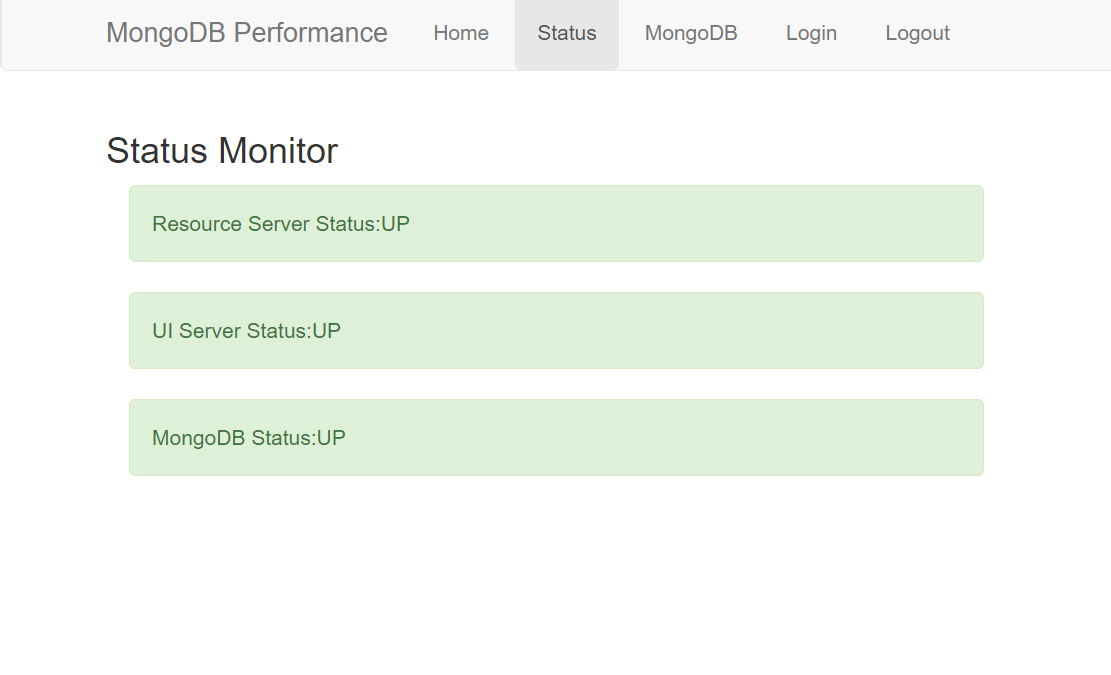 MongoDB Performance Home Status MongoDB Login Logout
Status Monitor
Resource Server Status:UP
UI Server Status:UP
MongoDB Status:UP